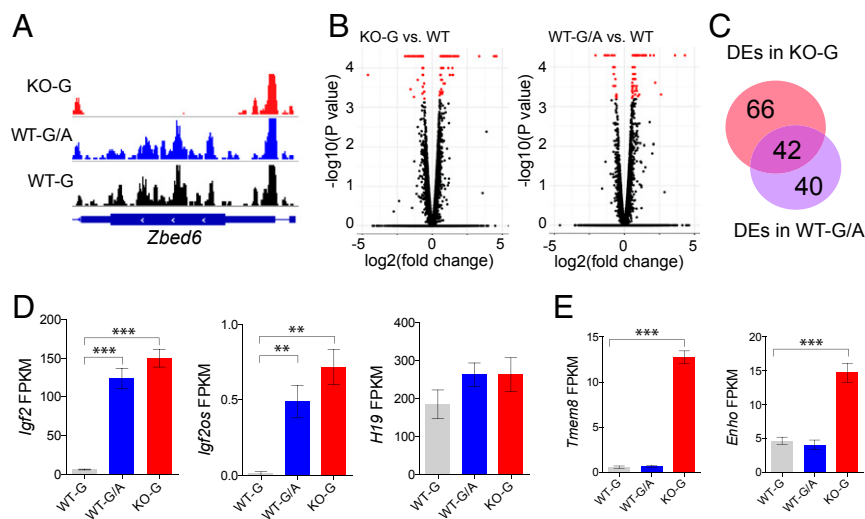 A
KO-G
WT-G/A
WT-G
Zbed6
B
KO-G vs. WT
-log10(P value)
4
3
2
1
0
-5
0
5
log2(fold change)
WT-G/A vs. WT
-log10(P value)
4
3
2
1
0
-5
0
5
log2(fold change)
C
DEs in KO-G
66
42
40
DEs in WT-G/A
D
Igf2 FPKM
200
150
100
50
0
***
***
WT-G
WT-G/A
KO-G
Igf2os FPKM
1.0
0.5
0.0
**
**
WT-G
WT-G/A
KO-G
H19 FPKM
400
300
200
100
0
WT-G
WT-G/A
KO-G
E
Tmem8 FPKM
15
10
5
0
***
WT-G
WT-G/A
KO-G
Enho FPKM
20
15
10
5
0
***
WT-G
WT-G/A
KO-G